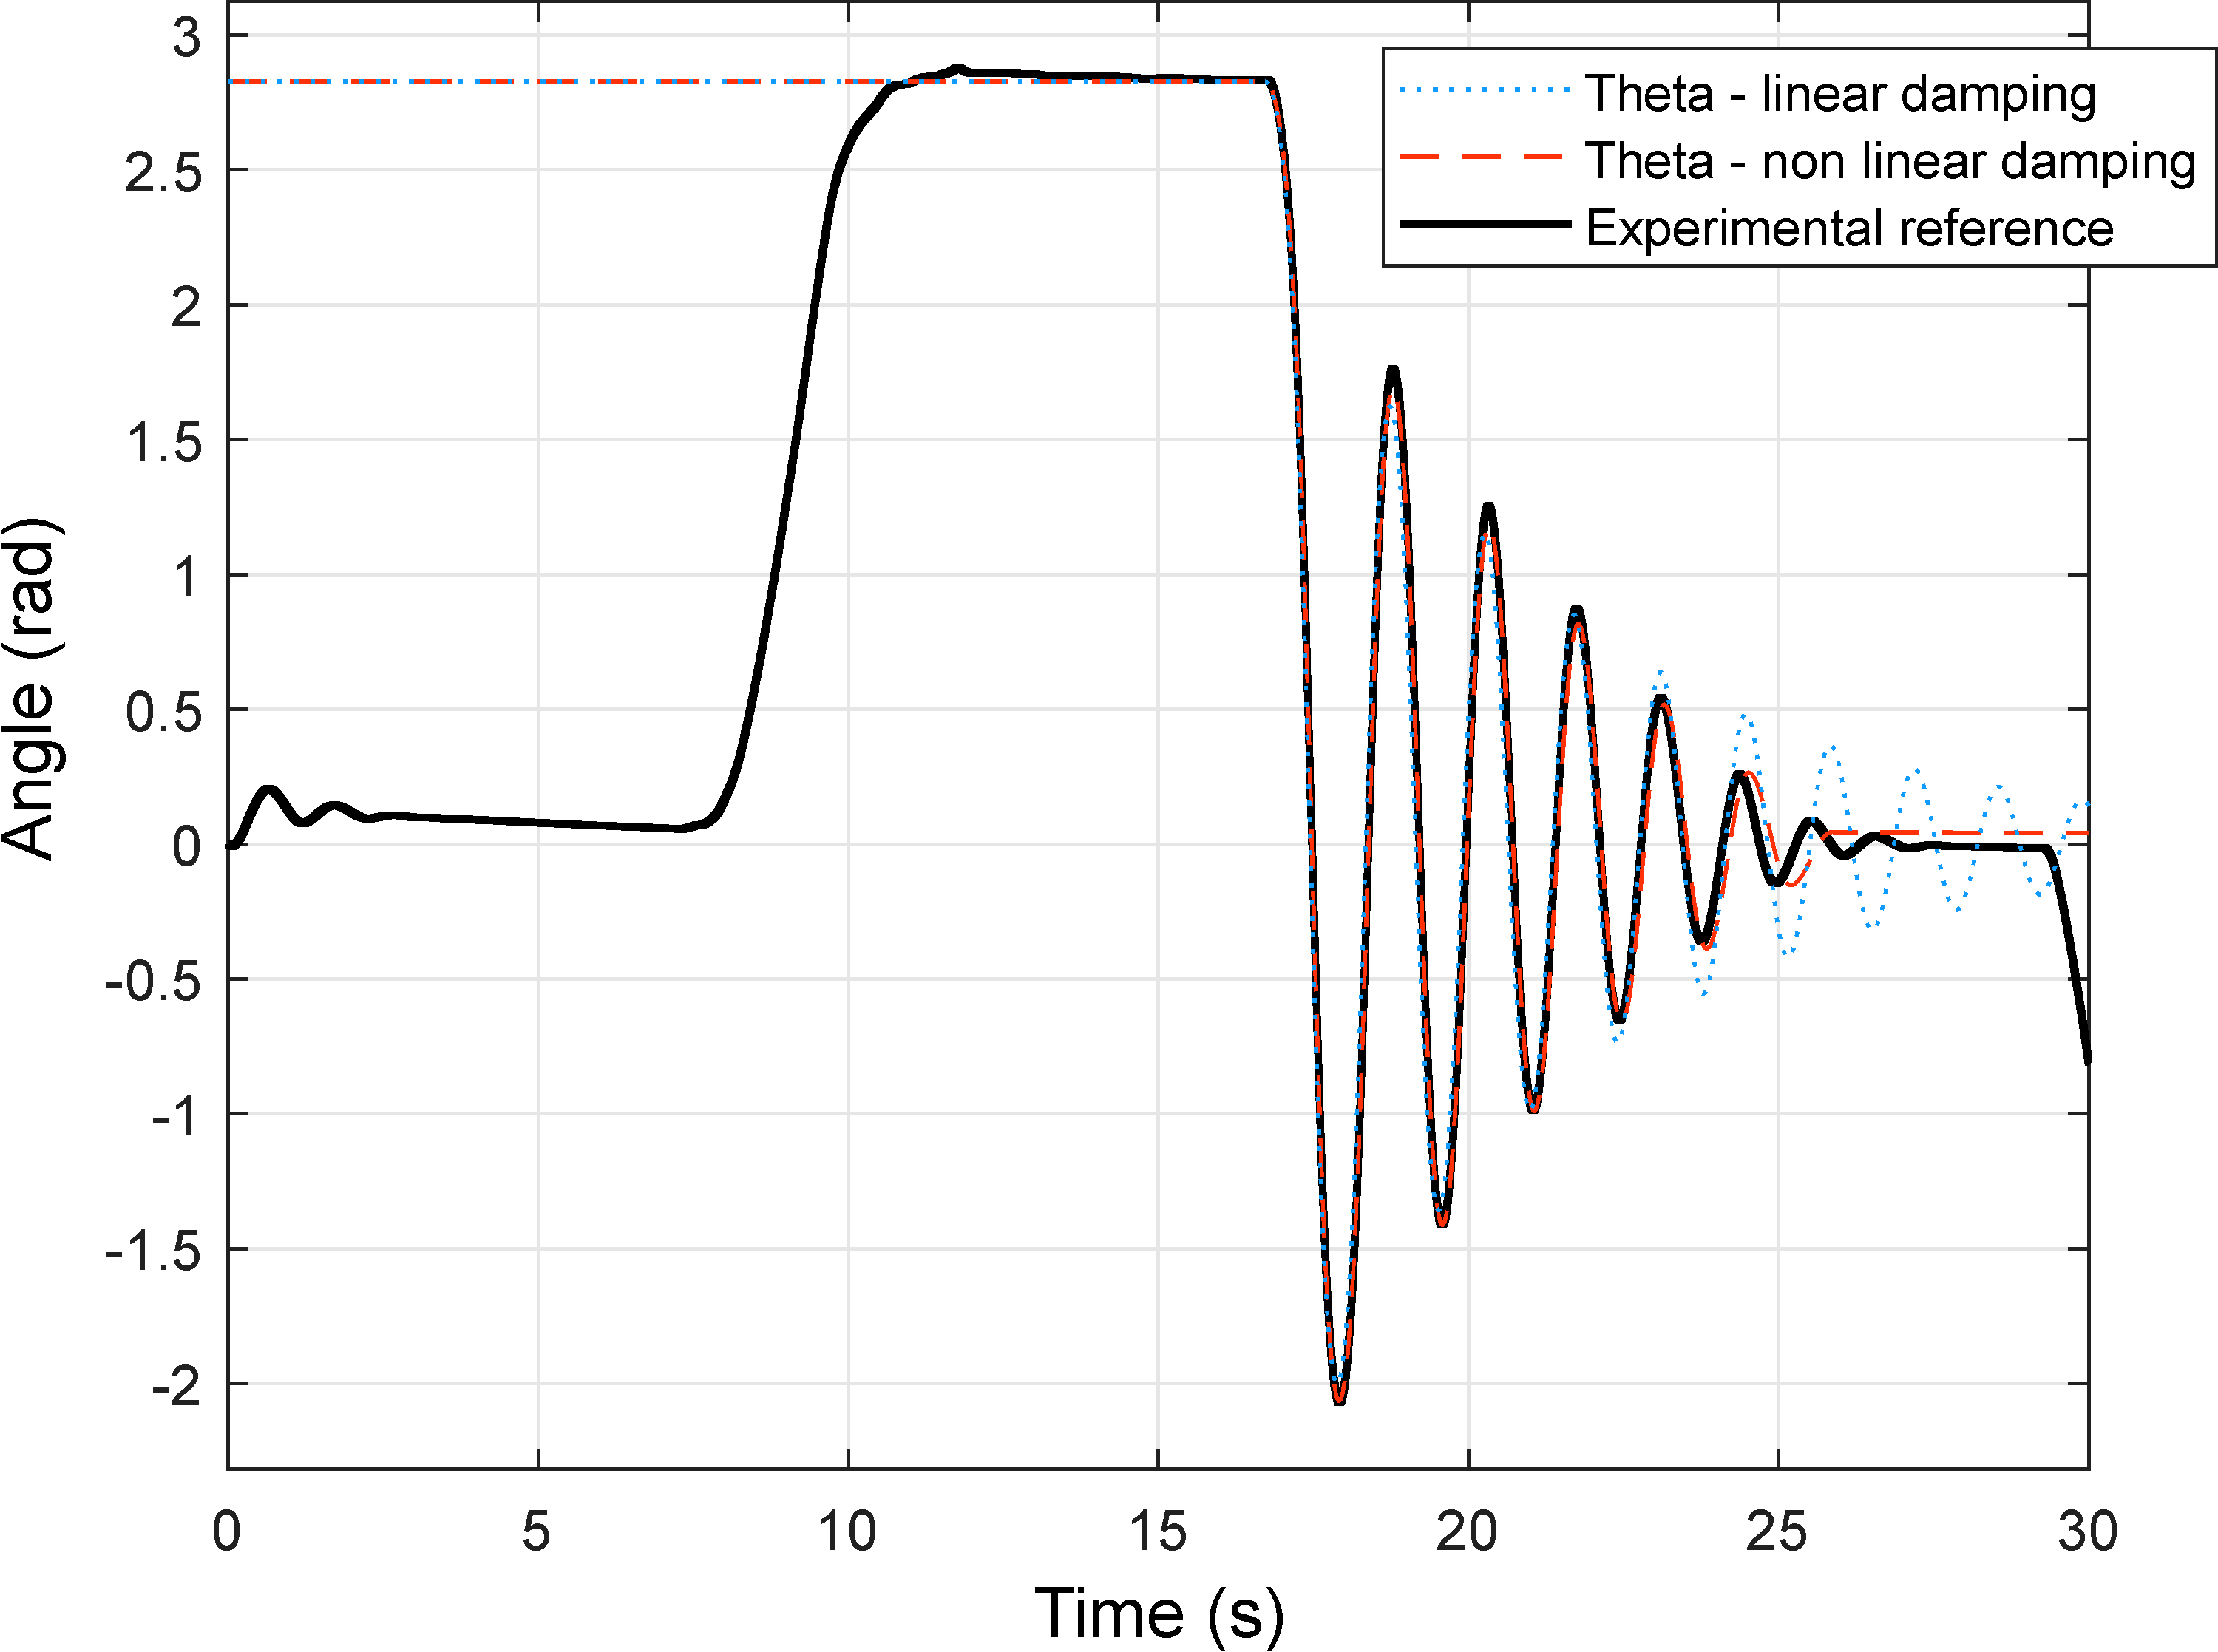 3
2.5
2
1.5
1
0.5
0
-0.5
-1
-1.5
-2
Angle (rad)
Theta - linear damping
Theta - non linear damping
Experimental reference
0 5 10 15 20 25 30
Time (s)